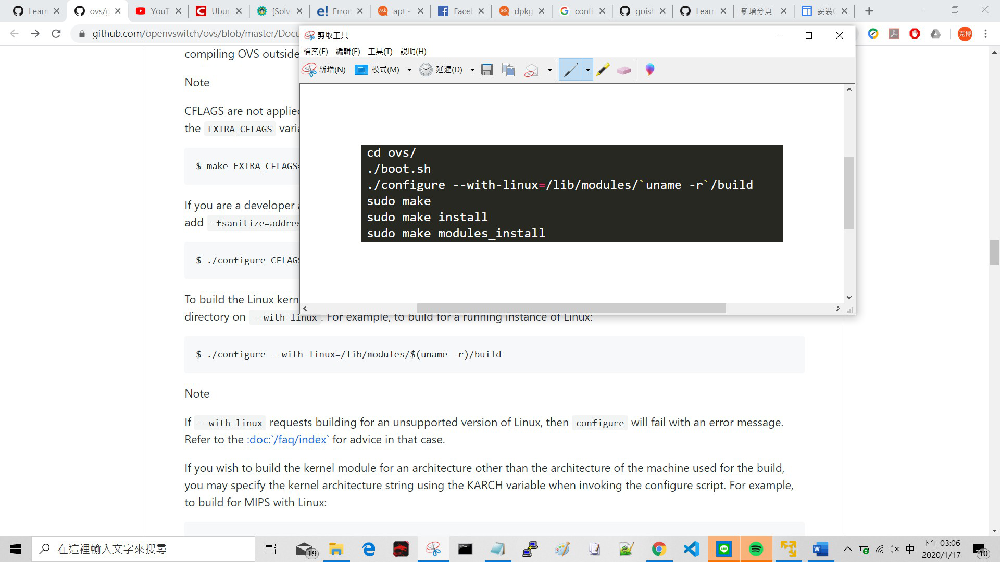 Learn
ovs/g
YouT
Ubun
[Solve
Error:
apt -
Facel
dpkg
confi
goish
Learn
新增分頁
安裝
github.com/openvswitch/ovs/blob/master/Docu
克博
剪取工具
檔案(F) 編輯(E) 工具(T) 說明(H)
新增(N) 模式(M) 延遲(D)
compiling OVS outside
Note
CFLAGS are not applied
the EXTRA_CFLAGS varia
$ make EXTRA_CFLAGS=
If you are a developer a
add -fsanitize=addres
$ ./configure CFLAGS
To build the Linux kern
directory on --with-linux. For example, to build for a running instance of Linux:
cd ovs/
./boot.sh
./configure --with-linux=/lib/modules/`uname -r`/build
sudo make
sudo make install
sudo make modules_install
$ ./configure --with-linux=/lib/modules/$(uname -r)/build
Note
If --with-linux requests building for an unsupported version of Linux, then configure will fail with an error message.
Refer to the :doc:`/faq/index` for advice in that case.
If you wish to build the kernel module for an architecture other than the architecture of the machine used for the build,
you may specify the kernel architecture string using the KARCH variable when invoking the configure script. For example,
to build for MIPS with Linux:
在這裡輸入文字來搜尋
19
中
下午 03:06
2020/1/17
10